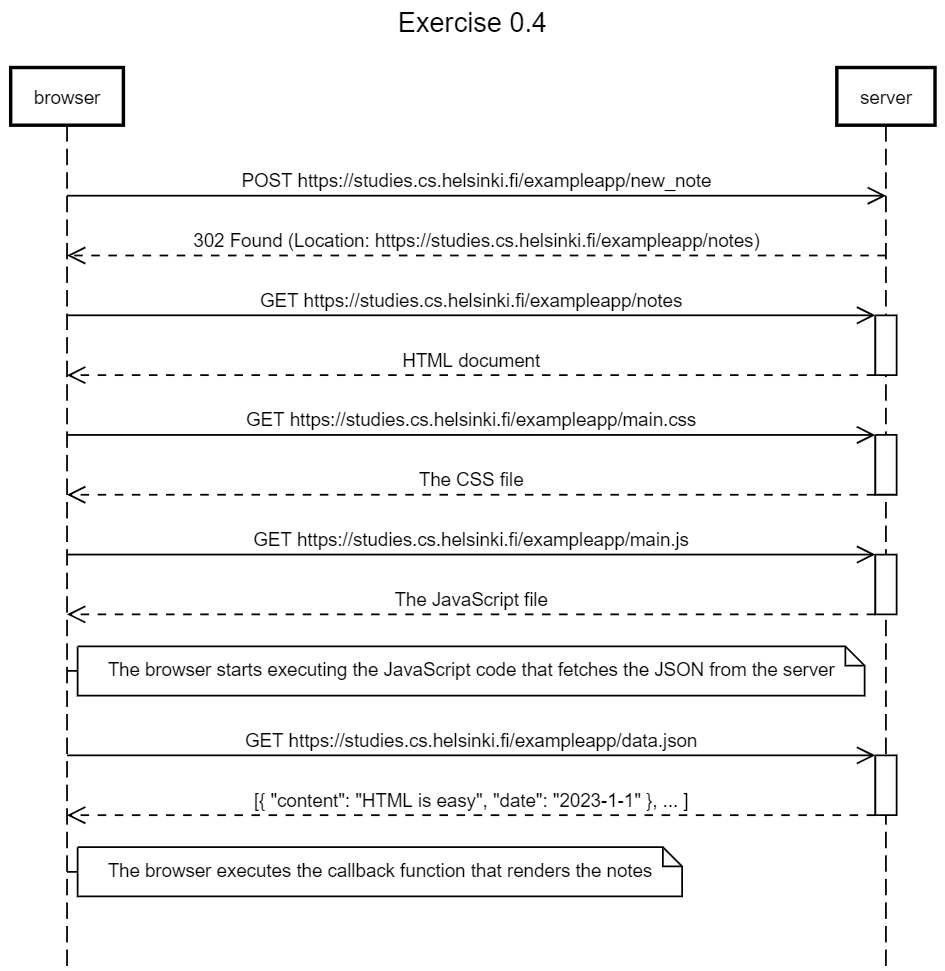 Exercise 0.4
browser
server
POST https://studies.cs.helsinki.fi/exampleapp/new_note
302 Found (Location: https://studies.cs.helsinki.fi/exampleapp/notes)
GET https://studies.cs.helsinki.fi/exampleapp/notes
HTML document
GET https://studies.cs.helsinki.fi/exampleapp/main.css
The CSS file
GET https://studies.cs.helsinki.fi/exampleapp/main.js
The JavaScript file
The browser starts executing the JavaScript code that fetches the JSON from the server
GET https://studies.cs.helsinki.fi/exampleapp/data.json
[{ "content": "HTML is easy", "date": "2023-1-1" }, ... ]
The browser executes the callback function that renders the notes